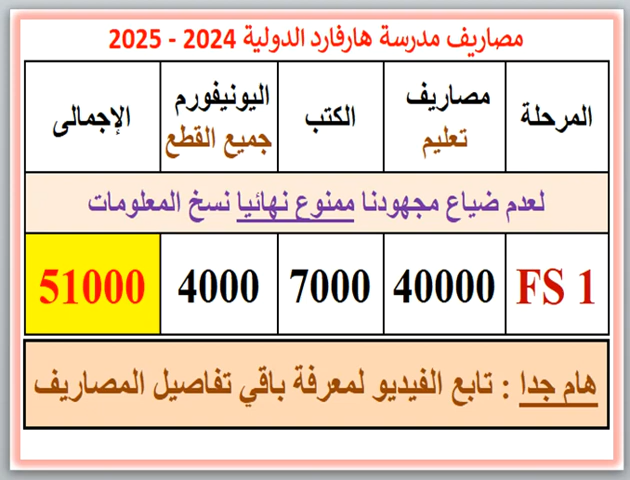 مصاريف مدرسة هارفارد الدولية 2024 - 2025
المرحلة مصاريف تعليم الكتب اليونيفورم جميع القطع الإجمالى
لعدم ضياع مجهودنا ممنوع نهائيا نسخ المعلومات
FS 1 40000 7000 4000 51000
هام جدا : تابع الفيديو لمعرفة باقي تفاصيل المصاريف